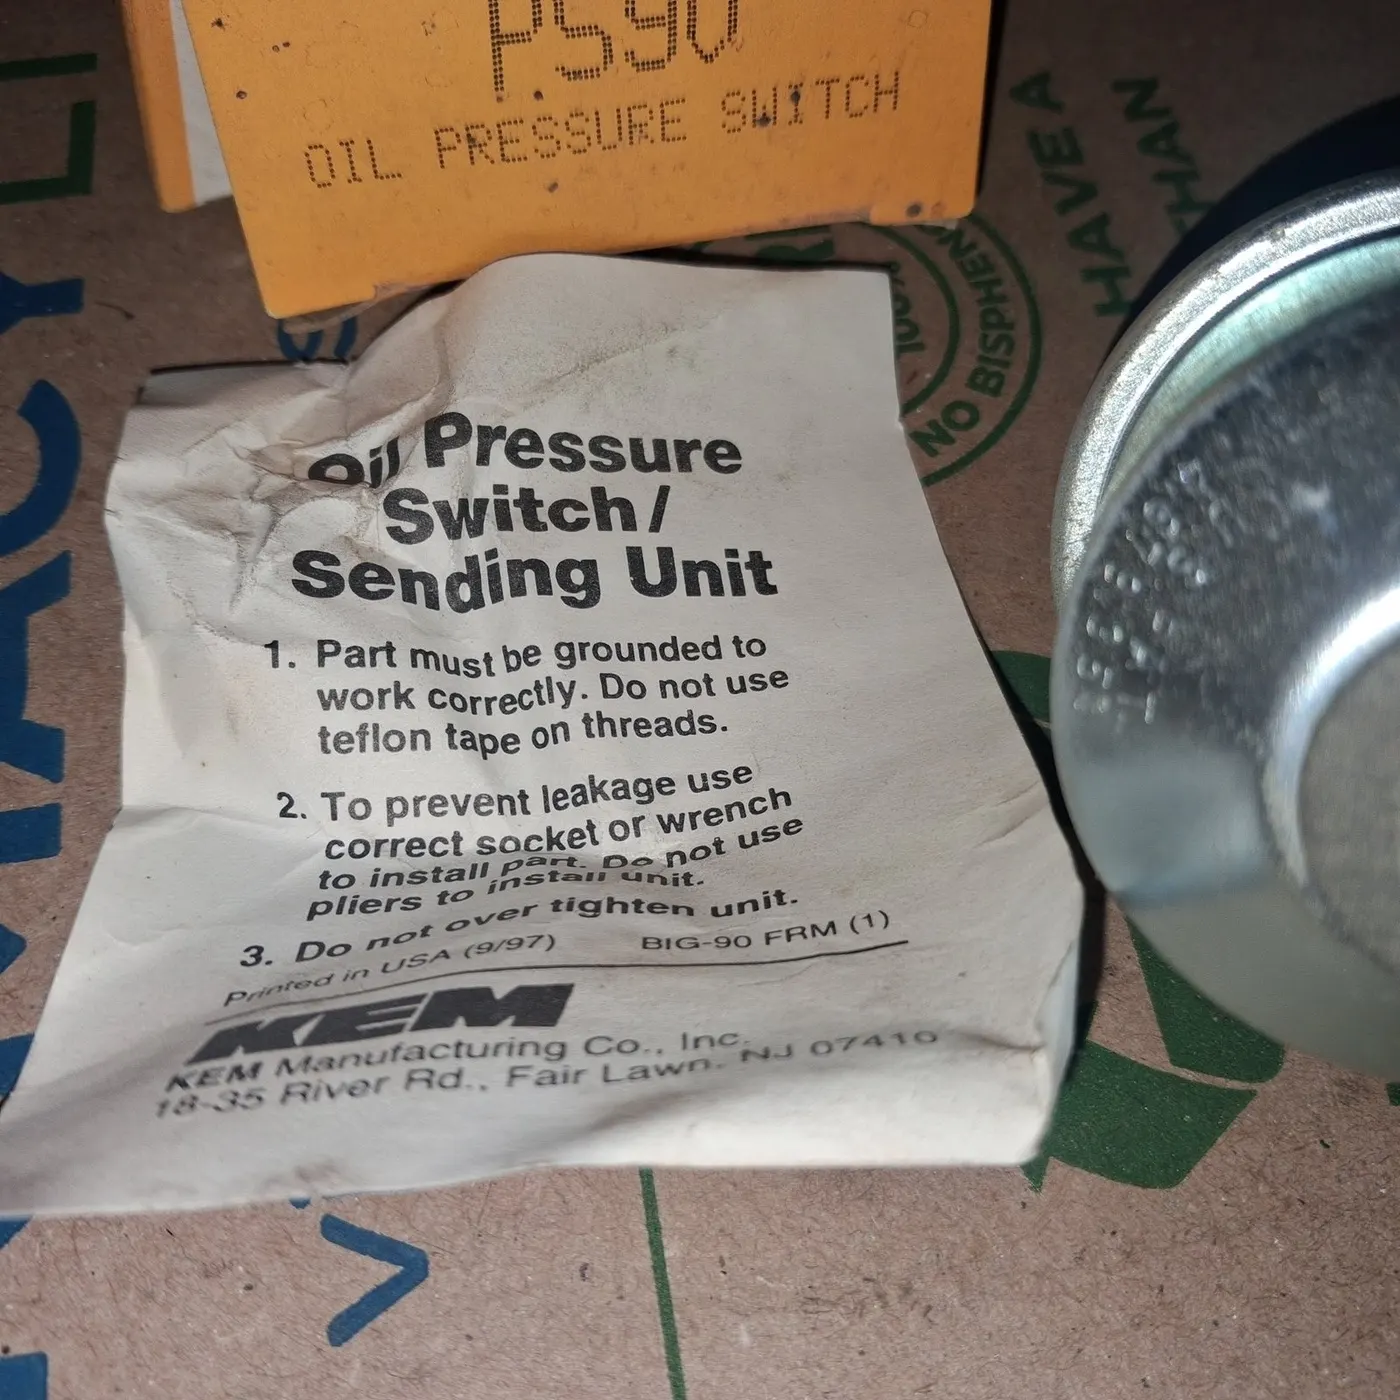 PS90
OIL PRESSURE SWITCH
HAVE A
THAN
100%
NO BISPHEN
Oil Pressure
Switch/
Sending Unit
1. Part must be grounded to
work correctly. Do not use
teflon tape on threads.
2. To prevent leakage use
correct socket or wrench
to install part. Do not use
pliers to install unit.
3. Do not over tighten unit.
Printed in USA (9/97) BIG-90 FRM (1)
KEM
KEM Manufacturing Co., Inc.
18-35 River Rd., Fair Lawn, NJ 07410